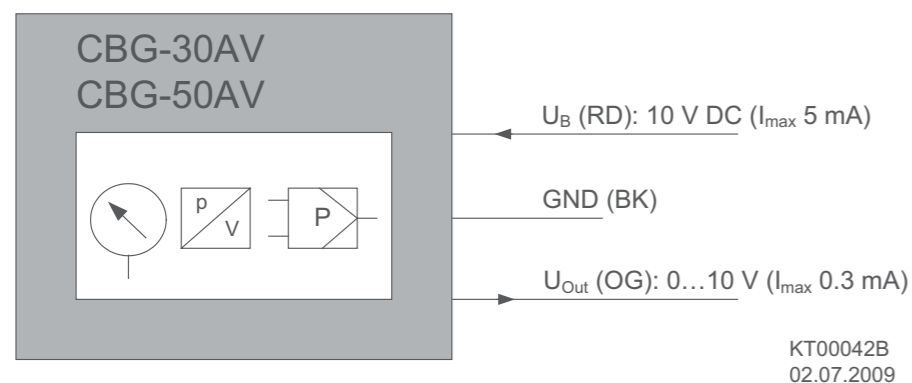 CBG-30AV
CBG-50AV
U_B (RD): 10 V DC (I_max 5 mA)
p
V
P
GND (BK)
U_Out (OG): 0…10 V (I_max 0.3 mA)
KT00042B
02.07.2009